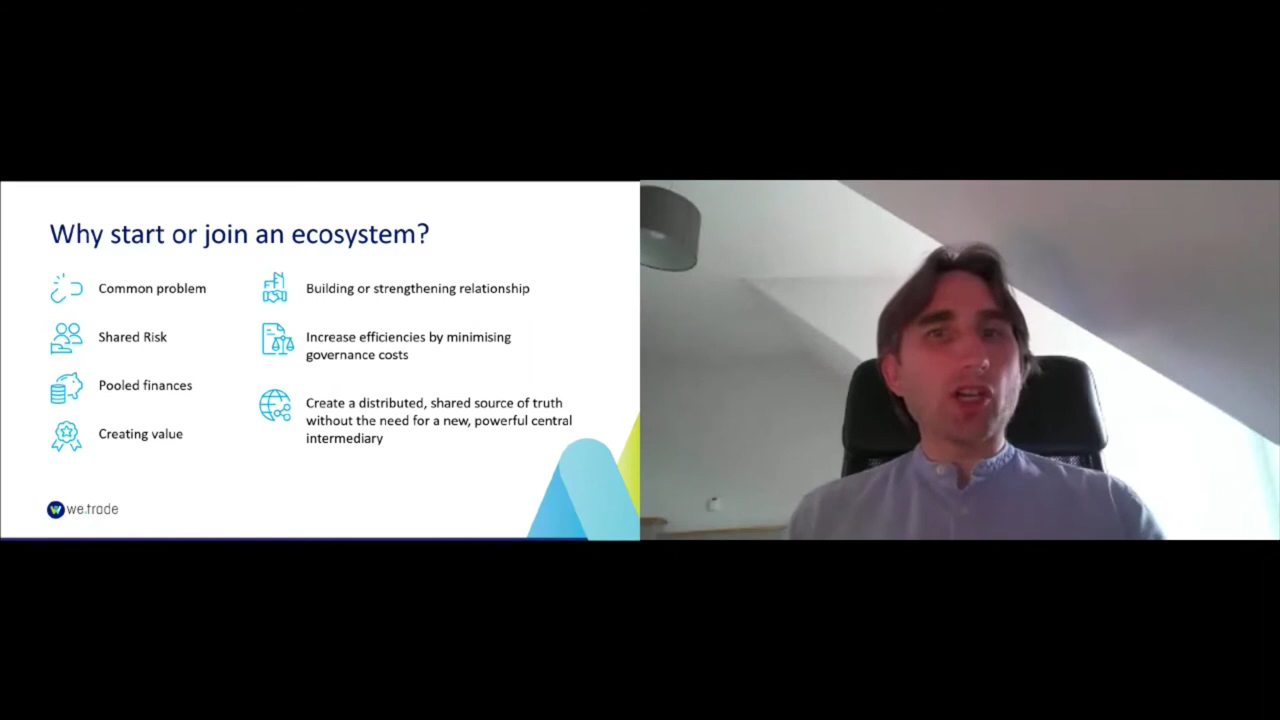 Why start or join an ecosystem?
Common problem
Shared Risk
Pooled finances
Creating value
Building or strengthening relationship
Increase efficiencies by minimising
governance costs
Create a distributed, shared source of truth
without the need for a new, powerful central
intermediary
we.trade